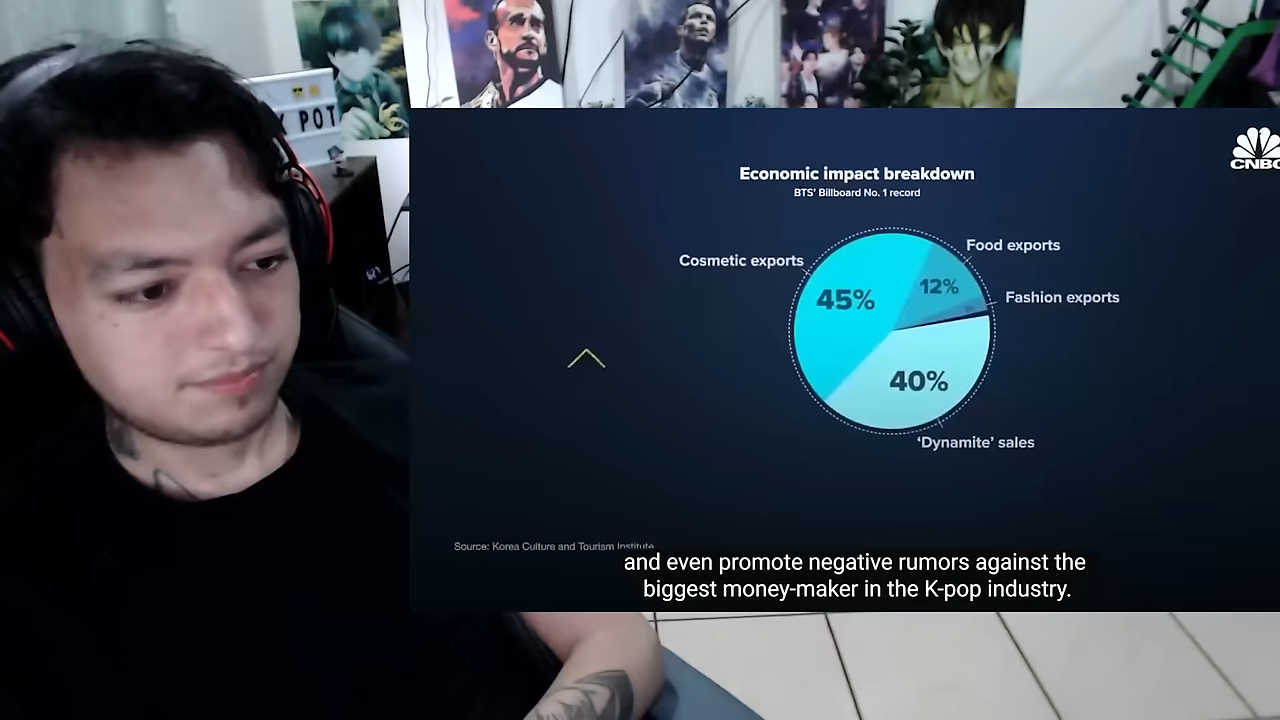 POT
CNBC
Economic impact breakdown
BTS' Billboard No. 1 record
Food exports
Cosmetic exports
12%
45%
Fashion exports
40%
'Dynamite' sales
Source: Korea Culture and Tourism Institute
and even promote negative rumors against the
biggest money-maker in the K-pop industry.